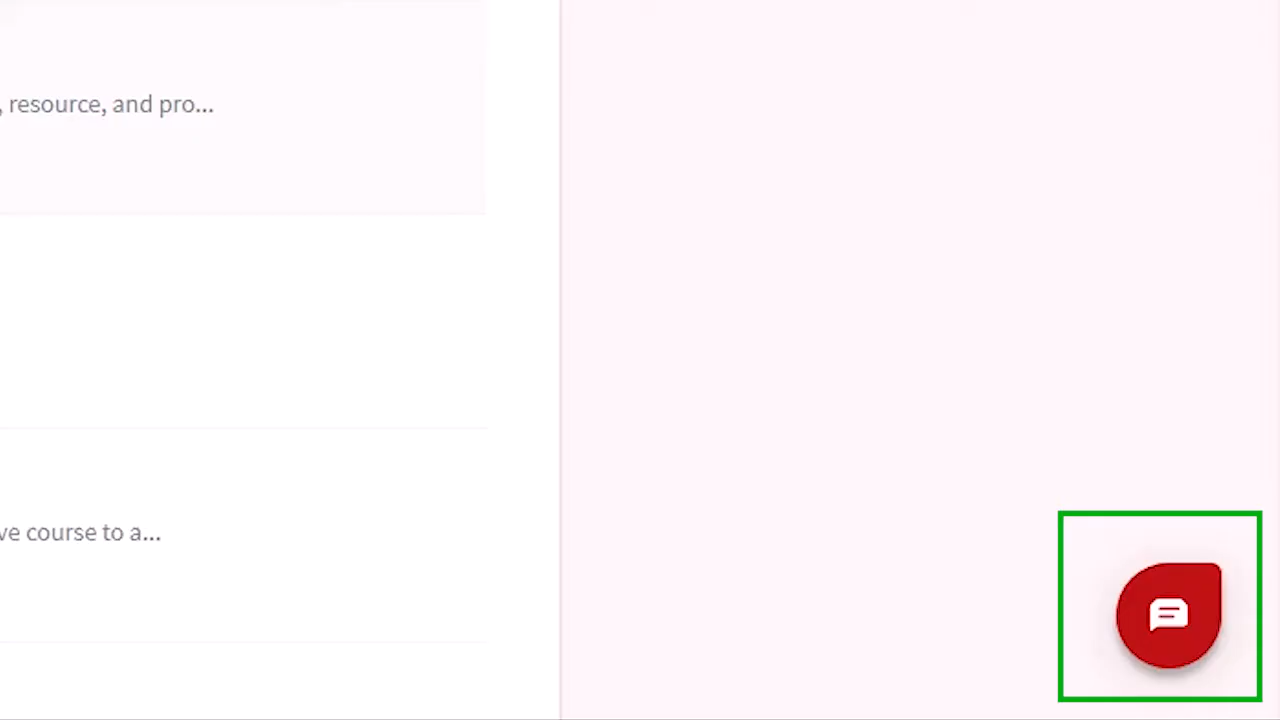 , resource, and pro...
ve course to a...